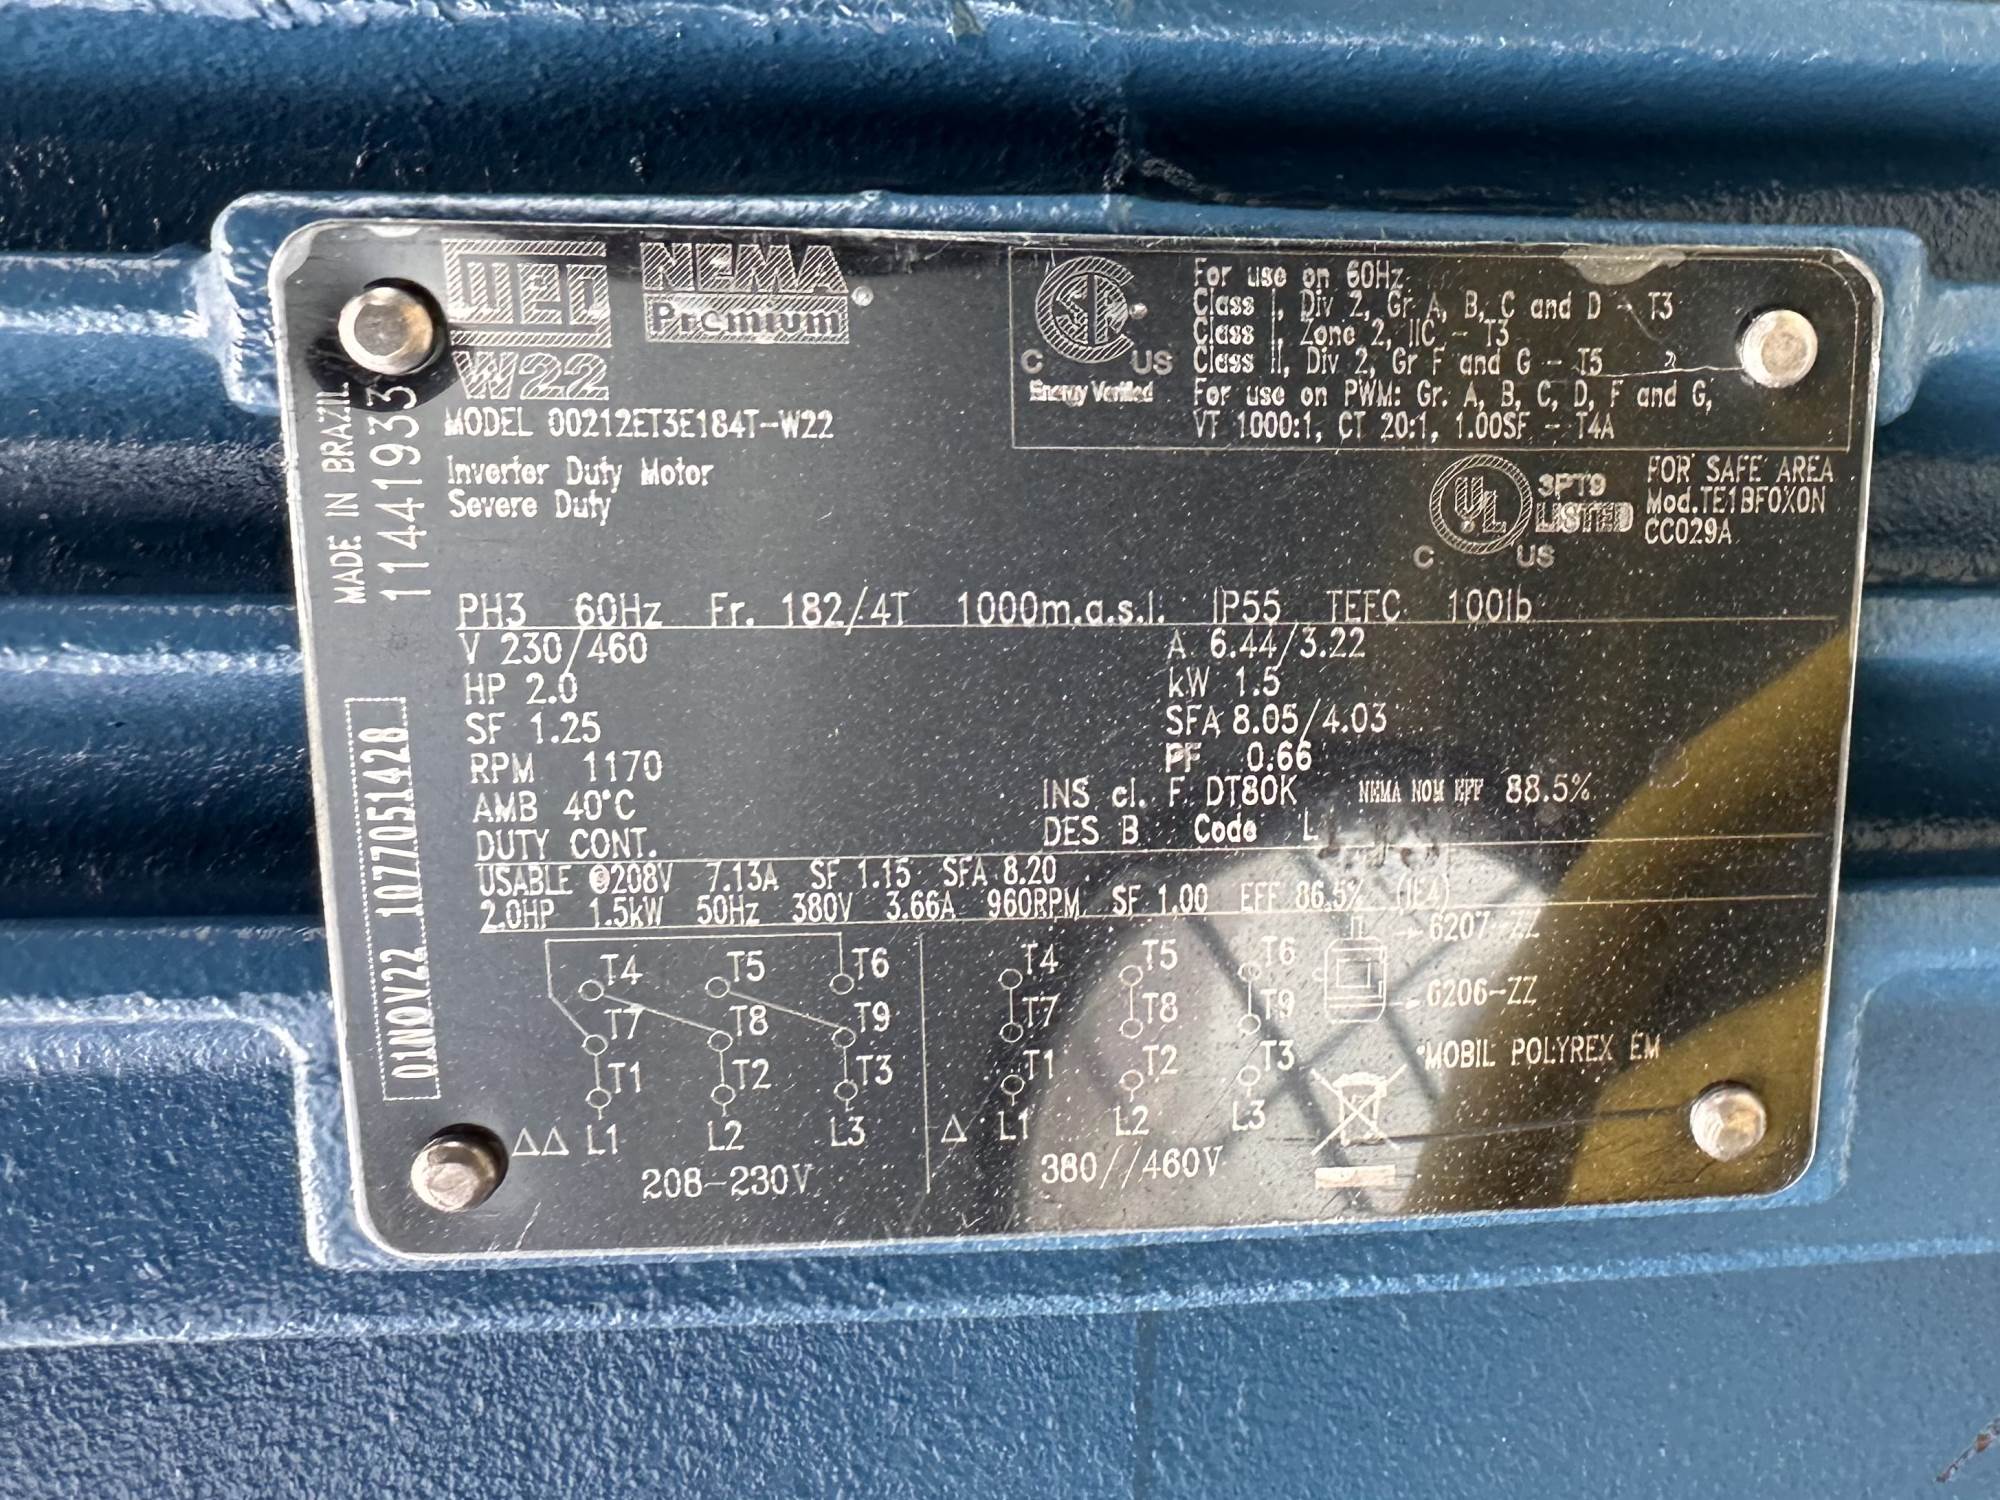 WEG
NEMA
Premium
W22
MODEL 00212ET3E184T-W22
Inverter Duty Motor
Severe Duty
C US
Energy Verified
For use on 60Hz
Class I, Div 2, Gr A, B, C and D - T3
Class I, Zone 2, IIC - T3
Class II, Div 2, Gr F and G - T5
For use on PWM: Gr. A, B, C, D, F and G,
VT 1000:1, CT 20:1, 1.00SF - T4A
C UL US
3PT9
LISTED
FOR SAFE AREA
Mod.TE1BF0X0N
CC029A
MADE IN BRAZIL
1144 1933
01NOV22 1077051428
PH3 60Hz Fr. 182/4T 1000m.a.s.l. IP55 TEFC 100lb
V 230/460 A 6.44/3.22
HP 2.0 kW 1.5
SF 1.25 SFA 8.05/4.03
RPM 1170 PF 0.66
AMB 40°C INS cl. F DT80K NEMA NOM EFF 88.5%
DUTY CONT. DES B Code L
USABLE @208V 7.13A SF 1.15 SFA 8.20
2.0HP 1.5kW 50Hz 380V 3.66A 960RPM SF 1.00 EFF 86.5% (IE4)
T4 T5 T6
T7 T8 T9
T1 T2 T3
ΔΔ L1 L2 L3
208-230V
T4 T5 T6
T7 T8 T9
T1 T2 T3
Δ L1 L2 L3
380//460V
6207-ZZ
6206-ZZ
MOBIL POLYREX EM